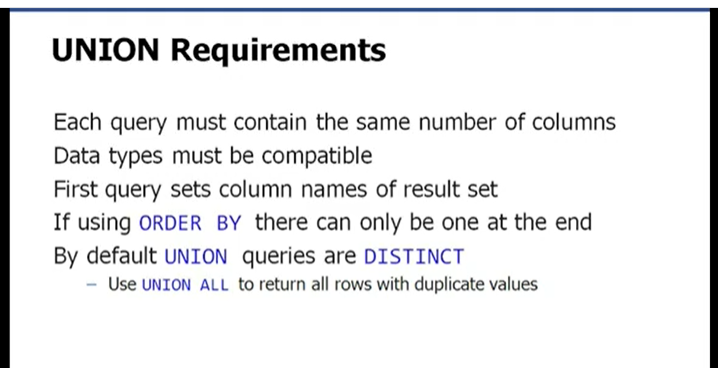 UNION Requirements
Each query must contain the same number of columns
Data types must be compatible
First query sets column names of result set
If using ORDER BY there can only be one at the end
By default UNION queries are DISTINCT
– Use UNION ALL to return all rows with duplicate values